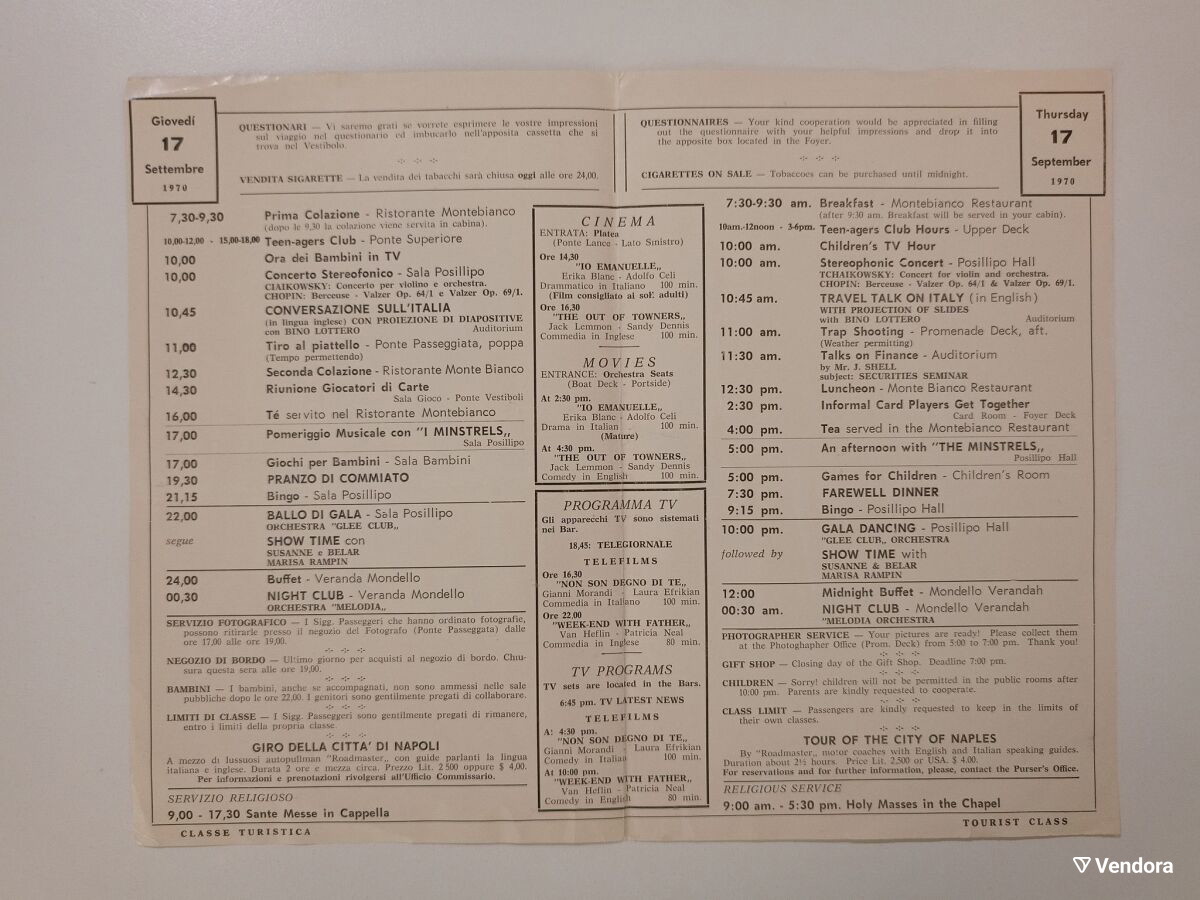 Giovedì
17
Settembre
1970
QUESTIONARI — Vi saremo grati se vorrete esprimere le vostre impressioni
sul viaggio nel questionario ed imbucarlo nell'apposita cassetta che si
trova nel Vestibolo.
VENDITA SIGARETTE — La vendita dei tabacchi sarà chiusa oggi alle ore 24,00.
7,30-9,30 Prima Colazione - Ristorante Montebianco
(dopo le 9,30 la colazione viene servita in cabina).
10,00-12,00 - 15,00-18,00 Teen-agers Club - Ponte Superiore
10,00 Ora dei Bambini in TV
10,00 Concerto Stereofonico - Sala Posillipo
CIAIKOWSKY: Concerto per violino e orchestra.
CHOPIN: Berceuse - Valzer Op. 64/1 e Valzer Op. 69/1.
10,45 CONVERSAZIONE SULL'ITALIA
(in lingua inglese) CON PROIEZIONE DI DIAPOSITIVE
con BINO LOTTERO Auditorium
11,00 Tiro al piattello - Ponte Passeggiata, poppa
(Tempo permettendo)
12,30 Seconda Colazione - Ristorante Monte Bianco
14,30 Riunione Giocatori di Carte
Sala Gioco - Ponte Vestiboli
16,00 Té servito nel Ristorante Montebianco
17,00 Pomeriggio Musicale con "I MINSTRELS„
Sala Posillipo
17,00 Giochi per Bambini - Sala Bambini
19,30 PRANZO DI COMMIATO
21,15 Bingo - Sala Posillipo
22,00 BALLO DI GALA - Sala Posillipo
ORCHESTRA "GLEE CLUB„
segue SHOW TIME con
SUSANNE e BELAR
MARISA RAMPIN
24,00 Buffet - Veranda Mondello
00,30 NIGHT CLUB - Veranda Mondello
ORCHESTRA "MELODIA„
SERVIZIO FOTOGRAFICO — I Sigg. Passeggeri che hanno ordinato fotografie,
possono ritirarle presso il negozio del Fotografo (Ponte Passeggata) dalle
ore 17,00 alle ore 19,00.
NEGOZIO DI BORDO — Ultimo giorno per acquisti al negozio di bordo. Chiu-
sura questa sera alle ore 19,00.
BAMBINI — I bambini, anche se accompagnati, non sono ammessi nelle sale
pubbliche dopo le ore 22,00. I genitori sono gentilmente pregati di collaborare.
LIMITI DI CLASSE — I Sigg. Passeggeri sono gentilmente pregati di rimanere,
entro i limiti della propria classe.
GIRO DELLA CITTA' DI NAPOLI
A mezzo di lussuosi autopullman "Roadmaster„, con guide parlanti la lingua
italiana e inglese. Durata 2 ore e mezza circa. Prezzo Lit. 2 500 oppure $ 4,00.
Per informazioni e prenotazioni rivolgersi all'Ufficio Commissario.
SERVIZIO RELIGIOSO
9,00 - 17,30 Sante Messe in Cappella
CLASSE TURISTICA
CINEMA
ENTRATA: Platea
(Ponte Lance - Lato Sinistro)
Ore 14,30
"IO EMANUELLE„
Erika Blanc - Adolfo Celi
Drammatico in Italiano 100 min.
(Film consigliato ai soli adulti)
Ore 16,30
"THE OUT OF TOWNERS„
Jack Lemmon - Sandy Dennis
Commedia in Inglese 100 min.
MOVIES
ENTRANCE: Orchestra Seats
(Boat Deck - Portside)
At 2:30 pm.
"IO EMANUELLE„
Erika Blanc - Adolfo Celi
Drama in Italian 100 min.
(Mature)
At 4:30 pm.
"THE OUT OF TOWNERS„
Jack Lemmon - Sandy Dennis
Comedy in English 100 min.
PROGRAMMA TV
Gli apparecchi TV sono sistemati
nei Bar.
18,45: TELEGIORNALE
TELEFILMS
Ore 16,30
"NON SON DEGNO DI TE„
Gianni Morandi - Laura Efrikian
Commedia in Italiano 100 min.
Ore 22,00
"WEEK-END WITH FATHER„
Van Heflin - Patricia Neal
Commedia in Inglese 80 min.
TV PROGRAMS
TV sets are located in the Bars.
6:45 pm. TV LATEST NEWS
TELEFILMS
A: 4:30 pm.
"NON SON DEGNO DI TE„
Gianni Morandi - Laura Efrikian
Comedy in Italian 100 min.
At 10:00 pm.
"WEEK-END WITH FATHER„
Van Heflin - Patricia Neal
Comedy in English 80 min.
Thursday
17
September
1970
QUESTIONNAIRES — Your kind cooperation would be appreciated in filling
out the questionnaire with your helpful impressions and drop it into
the apposite box located in the Foyer.
CIGARETTES ON SALE — Tobaccoes can be purchased until midnight.
7:30-9:30 am. Breakfast - Montebianco Restaurant
(after 9:30 am. Breakfast will be served in your cabin).
10am.-12noon - 3-6pm. Teen-agers Club Hours - Upper Deck
10:00 am. Children's TV Hour
10:00 am. Stereophonic Concert - Posillipo Hall
TCHAIKOWSKY: Concert for violin and orchestra.
CHOPIN: Berceuse - Valzer Op. 64/1 & Valzer Op. 69/1.
10:45 am. TRAVEL TALK ON ITALY (in English)
WITH PROJECTION OF SLIDES
with BINO LOTTERO Auditorium
11:00 am. Trap Shooting - Promenade Deck, aft.
(Weather permitting)
11:30 am. Talks on Finance - Auditorium
by Mr. J. SHELL
subject: SECURITIES SEMINAR
12:30 pm. Luncheon - Monte Bianco Restaurant
2:30 pm. Informal Card Players Get Together
Card Room - Foyer Deck
4:00 pm. Tea served in the Montebianco Restaurant
5:00 pm. An afternoon with "THE MINSTRELS„
Posillipo Hall
5:00 pm. Games for Children - Children's Room
7:30 pm. FAREWELL DINNER
9:15 pm. Bingo - Posillipo Hall
10:00 pm. GALA DANCING - Posillipo Hall
"GLEE CLUB„ ORCHESTRA
followed by SHOW TIME with
SUSANNE & BELAR
MARISA RAMPIN
12:00 Midnight Buffet - Mondello Verandah
00:30 am. NIGHT CLUB - Mondello Verandah
"MELODIA ORCHESTRA
PHOTOGRAPHER SERVICE — Your pictures are ready! Please collect them
at the Photoghapher Office (Prom. Deck) from 5:00 to 7:00 pm. Thank you!
GIFT SHOP — Closing day of the Gift Shop. Deadline 7:00 pm.
CHILDREN — Sorry! children will not be permitted in the public rooms after
10:00 pm. Parents are kindly requested to cooperate.
CLASS LIMIT — Passengers are kindly requested to keep in the limits of
their own classes.
TOUR OF THE CITY OF NAPLES
By "Roadmaster„ motor coaches with English and Italian speaking guides.
Duration about 2½ hours. Price Lit. 2.500 or USA. $ 4.00.
For reservations and for further information, please, contact the Purser's Office.
RELIGIOUS SERVICE
9:00 am. - 5:30 pm. Holy Masses in the Chapel
TOURIST CLASS
Vendora